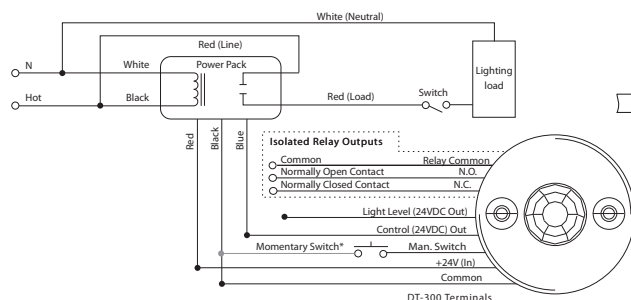 White (Neutral)
Red (Line)
N
White
Power Pack
Lighting
load
Hot
Black
Red (Load)
Switch
Red
Black
Blue
Isolated Relay Outputs
Common
Relay Common
Normally Open Contact
N.O.
Normally Closed Contact
N.C.
Light Level (24VDC Out)
Control (24VDC) Out
Momentary Switch*
Man. Switch
+24V (In)
Common
DT-300 Terminals